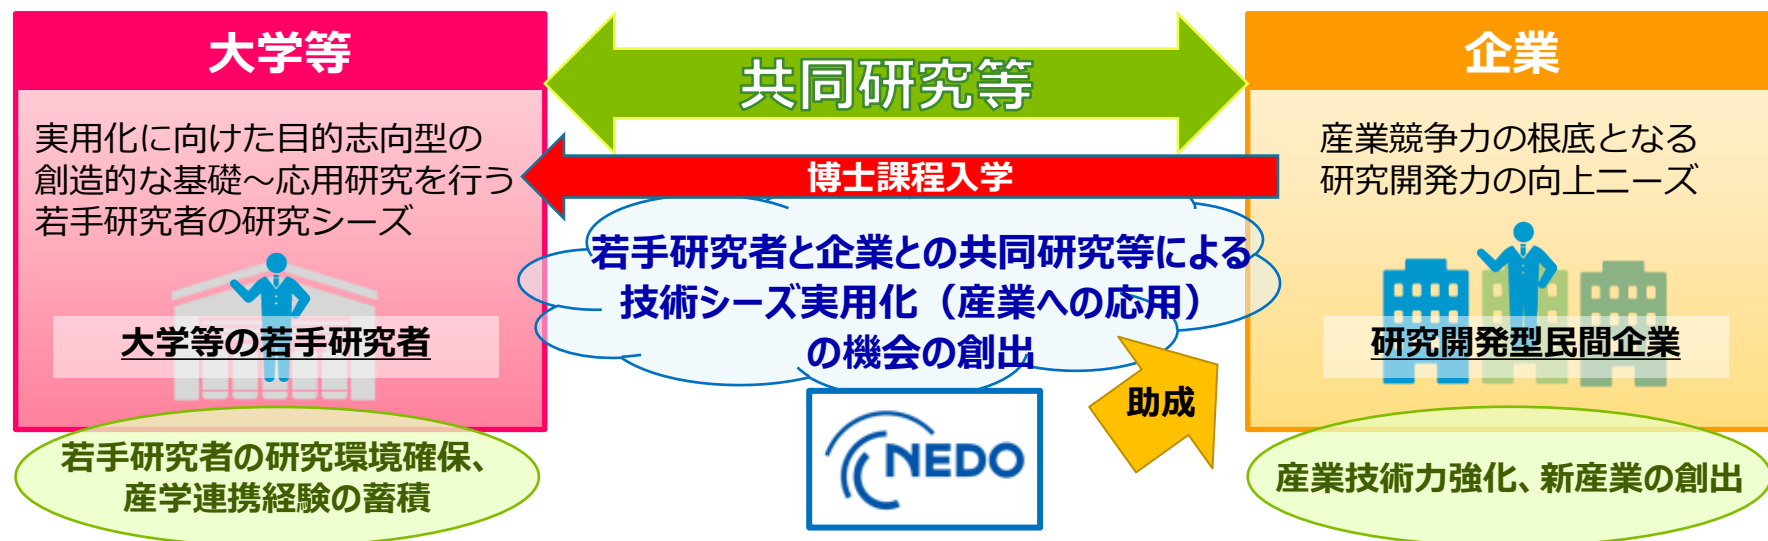 大学等
実用化に向けた目的志向型の
創造的な基礎～応用研究を行う
若手研究者の研究シーズ
大学等の若手研究者
若手研究者の研究環境確保、
産学連携経験の蓄積
共同研究等
博士課程入学
若手研究者と企業との共同研究等による
技術シーズ実用化（産業への応用）
の機会の創出
助成
NEDO
企業
産業競争力の根底となる
研究開発力の向上ニーズ
研究開発型民間企業
産業技術力強化、新産業の創出